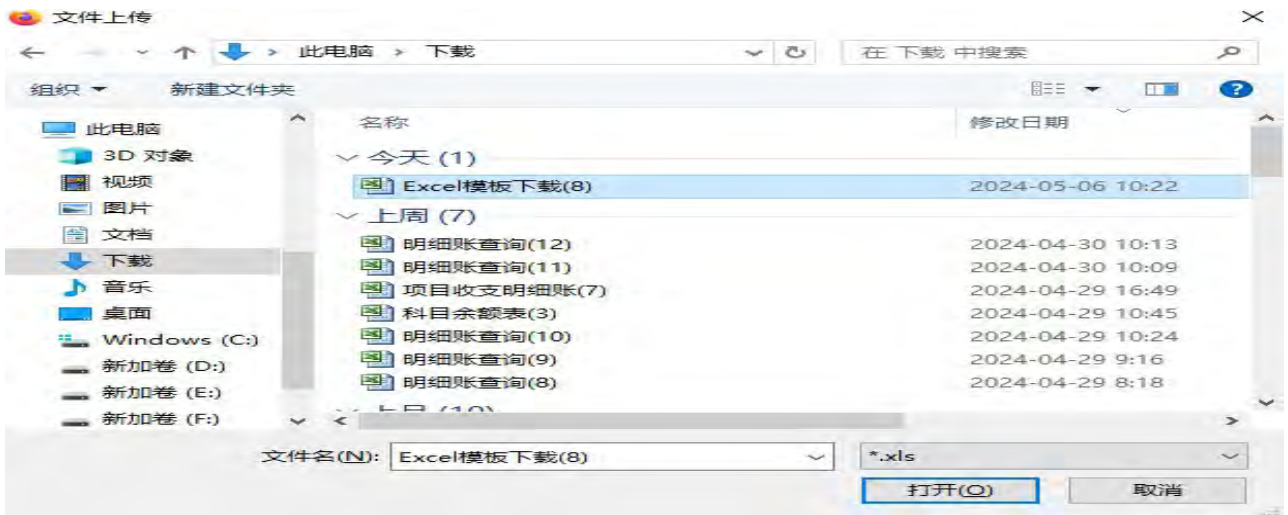 文件上传
此电脑 > 下载
在 下载 中搜索
组织 新建文件夹
名称 修改日期
此电脑
3D 对象
视频
图片
文档
下载
音乐
桌面
Windows (C:)
新加卷 (D:)
新加卷 (E:)
新加卷 (F:)
今天 (1)
Excel模板下载(8) 2024-05-06 10:22
上周 (7)
明细账查询(12) 2024-04-30 10:13
明细账查询(11) 2024-04-30 10:09
项目收支明细账(7) 2024-04-29 16:49
科目余额表(3) 2024-04-29 10:45
明细账查询(10) 2024-04-29 10:24
明细账查询(9) 2024-04-29 9:16
明细账查询(8) 2024-04-29 8:18
文件名(N): Excel模板下载(8) *.xls
打开(O) 取消